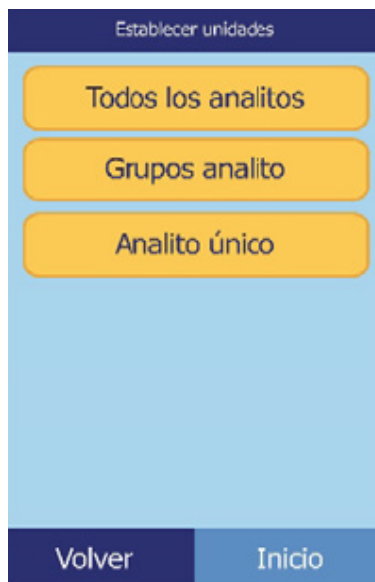 Establecer unidades
Todos los analitos
Grupos analito
Analito único
Volver
Inicio